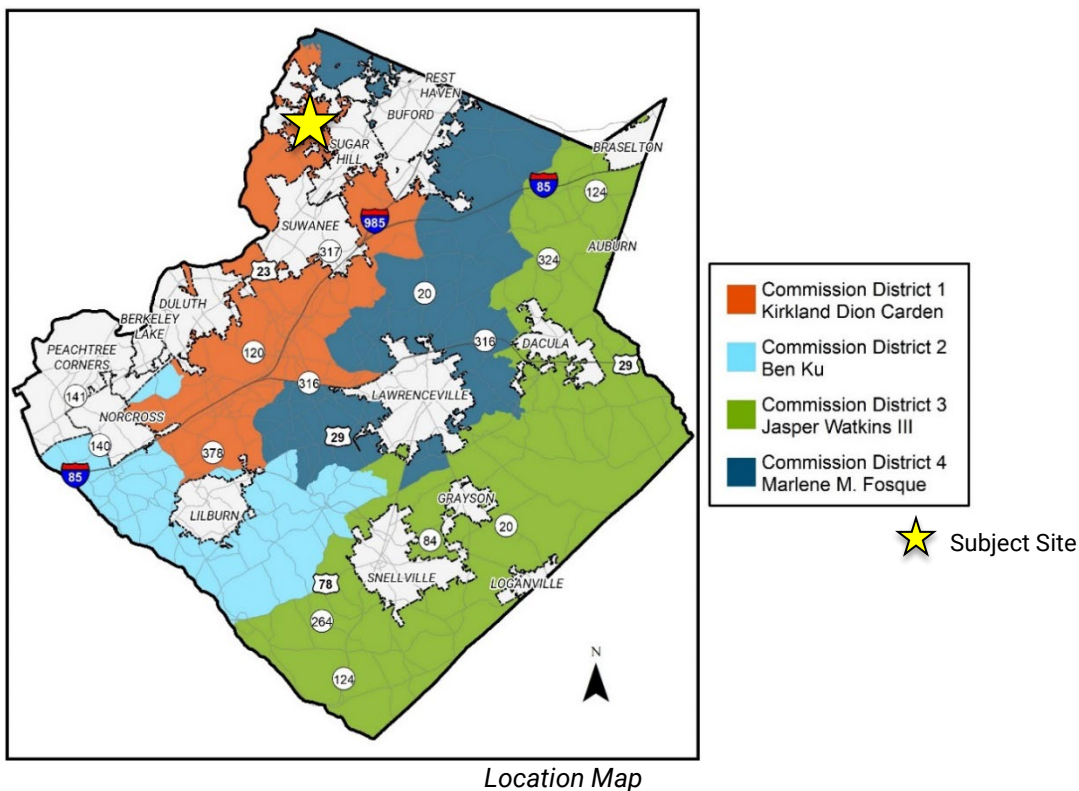 REST
HAVEN
BUFORD
BRASELTON
SUGAR
HILL
85
124
SUWANEE
985
317
AUBURN
324
23
20
DULUTH
BERKELEY
LAKE
PEACHTREE
CORNERS
120
316
DACULA
29
141
316
LAWRENCEVILLE
NORCROSS
140
29
378
85
GRAYSON
LILBURN
20
84
SNELLVILLE
78
LOGANVILLE
264
124
N
Commission District 1
Kirkland Dion Carden
Commission District 2
Ben Ku
Commission District 3
Jasper Watkins III
Commission District 4
Marlene M. Fosque
Subject Site
Location Map